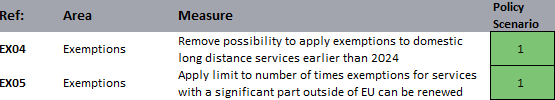 Ref: Area Measure Policy Scenario
EX04 Exemptions Remove possibility to apply exemptions to domestic
long distance services earlier than 2024 1
EX05 Exemptions Apply limit to number of times exemptions for services
with a significant part outside of EU can be renewed 1